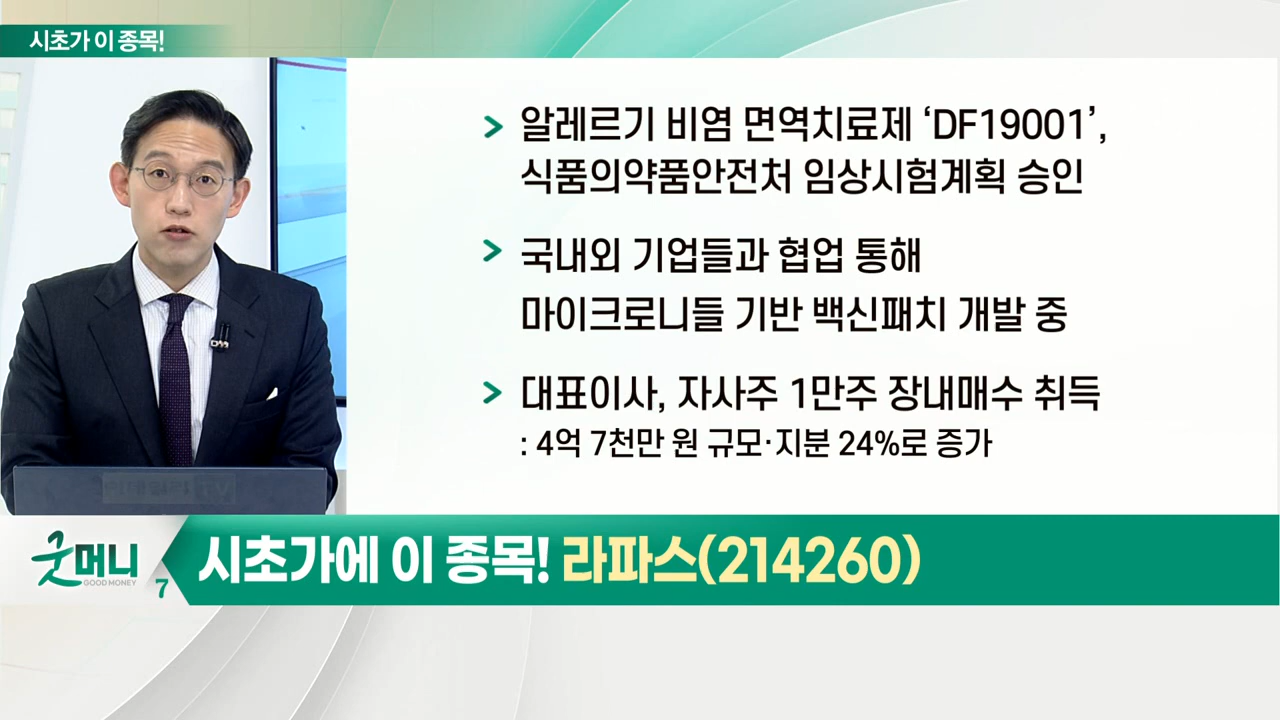 시초가 이 종목!
> 알레르기 비염 면역치료제 ‘DF19001’,
식품의약품안전처 임상시험계획 승인
> 국내외 기업들과 협업 통해
마이크로니들 기반 백신패치 개발 중
> 대표이사, 자사주 1만주 장내매수 취득
: 4억 7천만 원 규모·지분 24%로 증가
굿머니
GOOD MONEY
7
시초가에 이 종목! 라파스(214260)